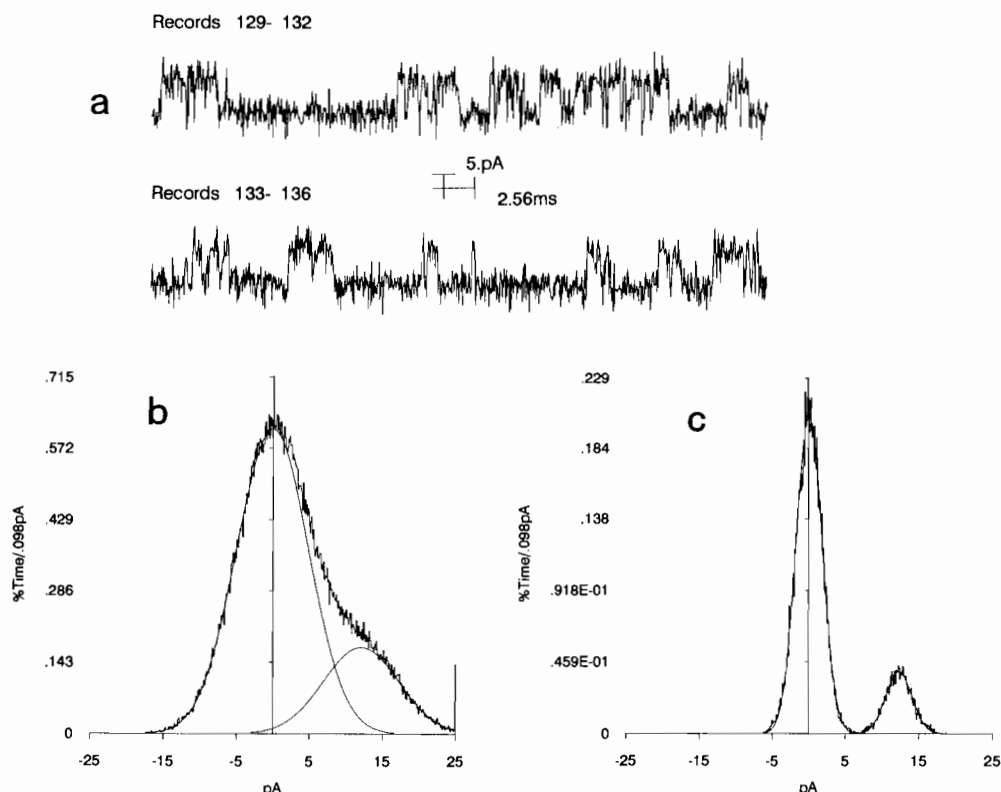 Records 129- 132
a
5.pA
2.56ms
Records 133- 136
b
.715
.572
.429
.286
.143
0
%Time/.098pA
-25 -15 -5 5 15 25
pA
c
.229
.184
.138
.918E-01
.459E-01
0
%Time/.098pA
-25 -15 -5 5 15 25
pA